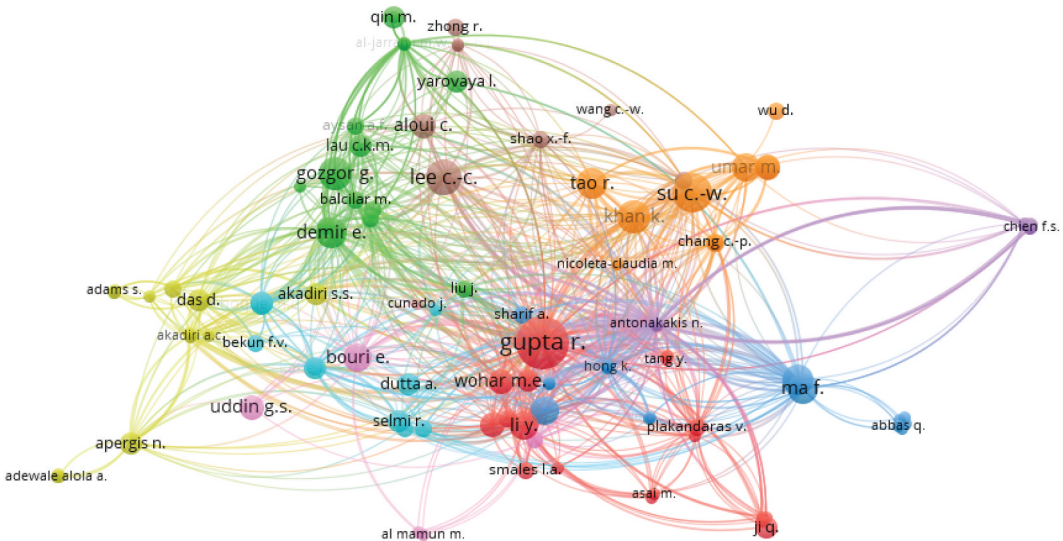 qin m.
zhong r.
yarovaya l.
wang c.-w.
wu d.
aysan a.f.
aloui c.
lau c.k.m.
shao x.-f.
gozgor g.
lee c.-c.
tao r.
su c.-w.
umar m.
balcilar m.
khan k.
demir e.
chang c.-p.
chien f.s.
nicoleta-claudia m.
adams s.
das d.
akadiri s.s.
liu j.
cunado j.
sharif a.
antonakakis n.
akadiri a.c.
bekun f.v.
gupta r.
bouri e.
hong k.
tang y.
dutta a.
wohar m.e.
ma f.
uddin g.s.
selmi r.
li y.
plakandaras v.
abbas q.
apergis n.
adewale alola a.
smales l.a.
asai m.
al mamun m.
ji q.